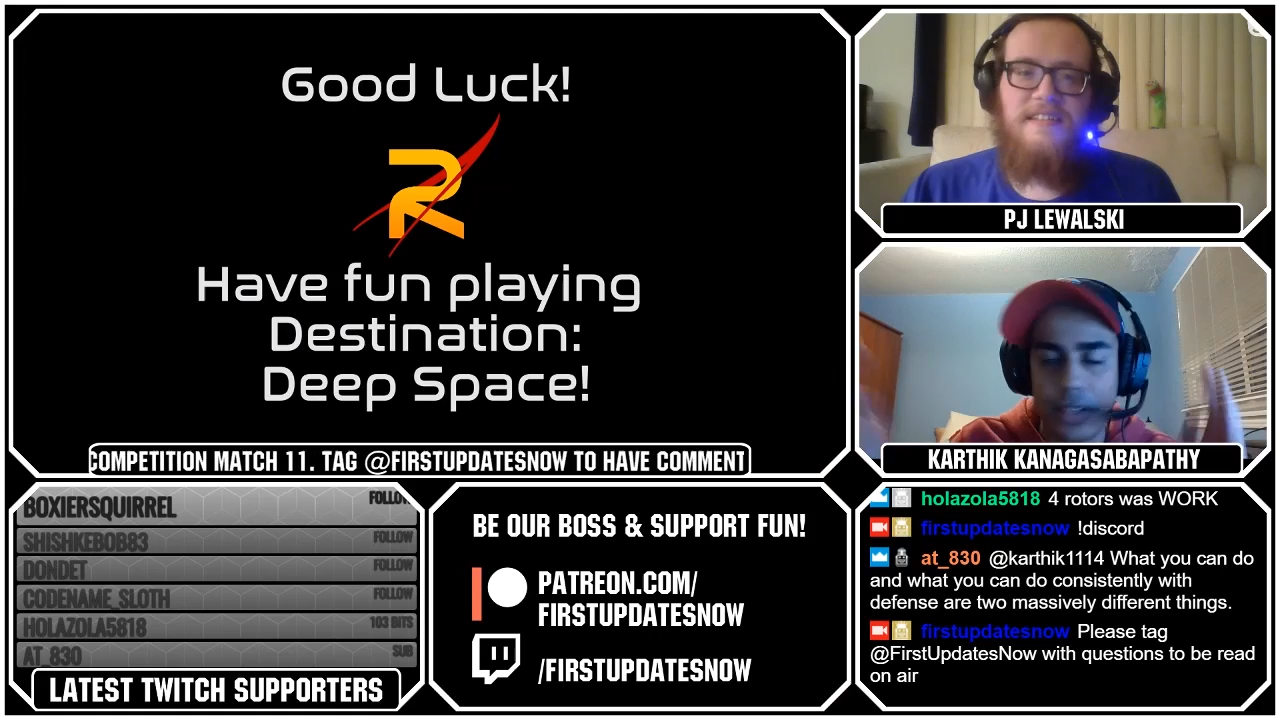 Good Luck!
Have fun playing
Destination:
Deep Space!
COMPETITION MATCH 11. TAG @FIRSTUPDATESNOW TO HAVE COMMENT
PJ LEWALSKI
KARTHIK KANAGASABAPATHY
BOXIERSQUIRREL FOLLOW
SHISHKEBOB83 FOLLOW
DONDET FOLLOW
CODENAME_SLOTH FOLLOW
HOLAZOLA5818 103 BITS
AT_830 SUB
LATEST TWITCH SUPPORTERS
BE OUR BOSS & SUPPORT FUN!
PATREON.COM/
FIRSTUPDATESNOW
/FIRSTUPDATESNOW
holazola5818 4 rotors was WORK
firstupdatesnow !discord
at_830 @karthik1114 What you can do
and what you can do consistently with
defense are two massively different things.
firstupdatesnow Please tag
@FirstUpdatesNow with questions to be read
on air